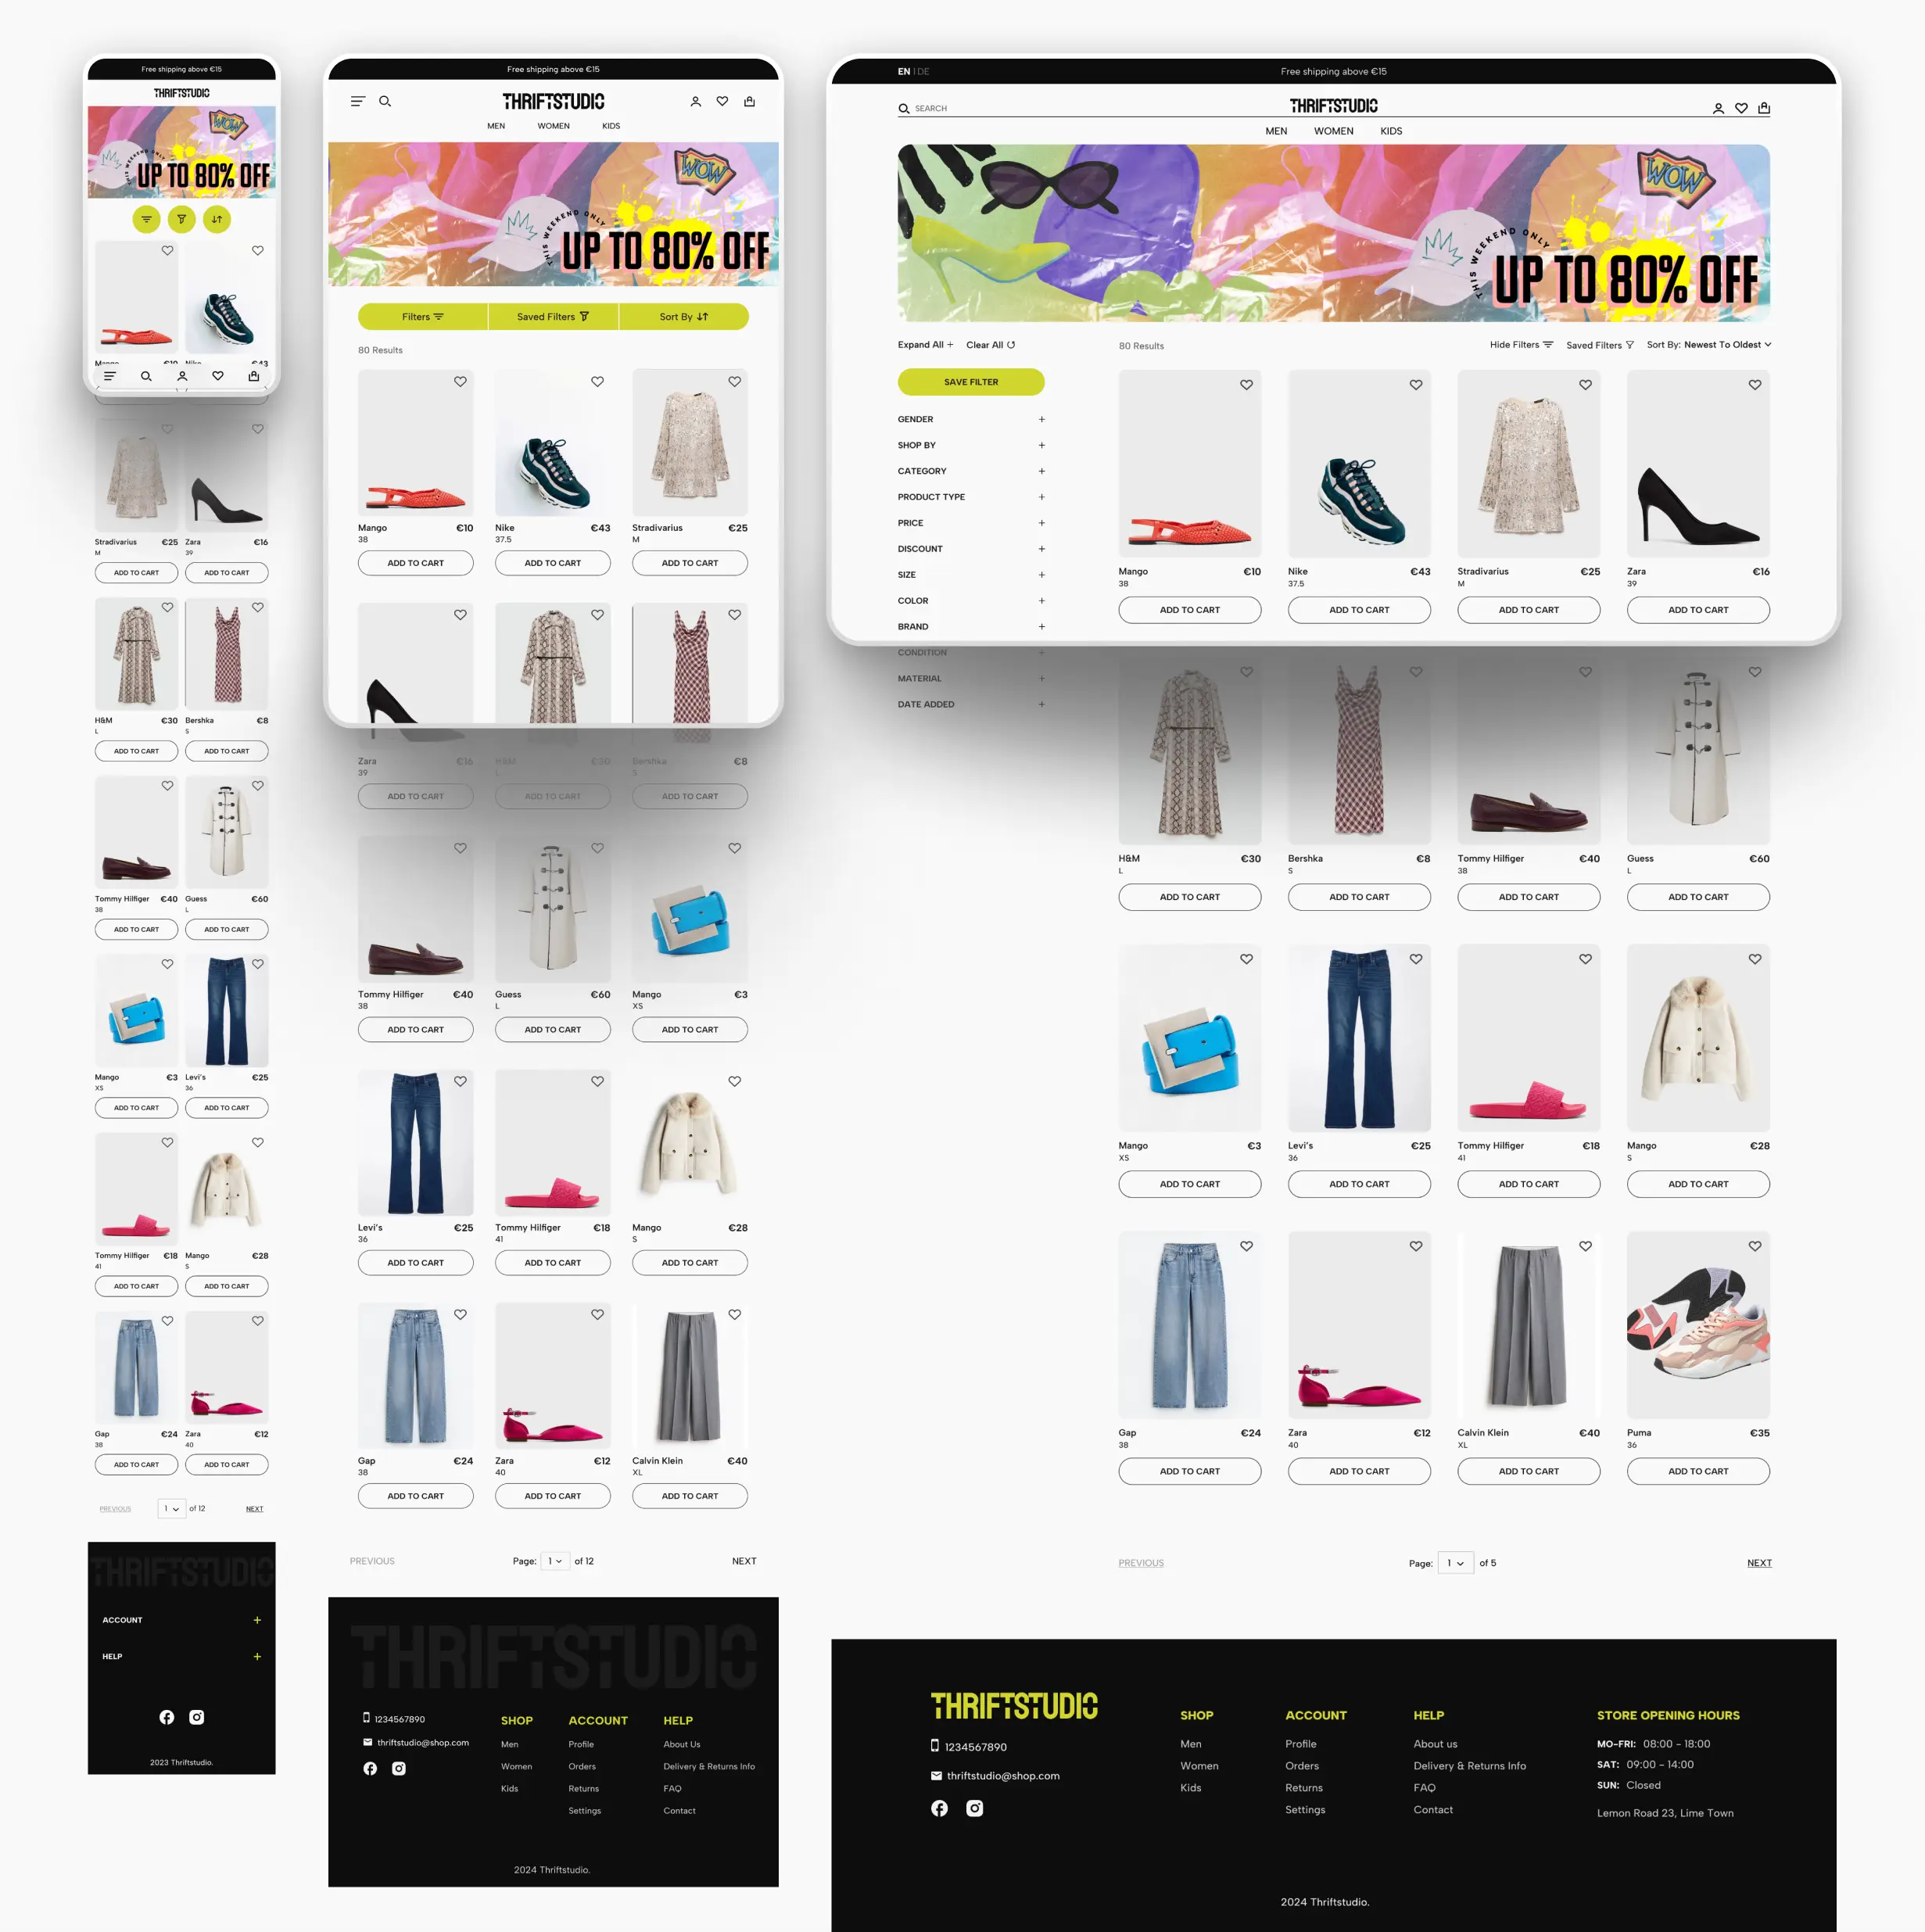 Free shipping above €15
THRIFTSTUDIO
WOW
THIS WEEKEND ONLY
UP TO 80% OFF
Mango €10 Nike €43
Stradivarius €25 Zara €16
M 39
ADD TO CART ADD TO CART
H&M €30 Bershka €8
L S
ADD TO CART ADD TO CART
Tommy Hilfiger €40 Guess €60
38 L
ADD TO CART ADD TO CART
Mango €3 Levi's €25
XS 36
ADD TO CART ADD TO CART
Tommy Hilfiger €18 Mango €28
41 S
ADD TO CART ADD TO CART
Gap €24 Zara €12
38 40
ADD TO CART ADD TO CART
PREVIOUS 1 of 12 NEXT
THRIFTSTUDIO
ACCOUNT +
HELP +
2023 Thriftstudio.
Free shipping above €15
THRIFTSTUDIO
MEN WOMEN KIDS
WOW
THIS WEEKEND ONLY
UP TO 80% OFF
Filters Saved Filters Sort By
80 Results
Mango €10 Nike €43 Stradivarius €25
38 37.5 M
ADD TO CART ADD TO CART ADD TO CART
Zara €16 H&M €30 Bershka €8
39 L S
ADD TO CART ADD TO CART ADD TO CART
Tommy Hilfiger €40 Guess €60 Mango €3
38 L XS
ADD TO CART ADD TO CART ADD TO CART
Levi's €25 Tommy Hilfiger €18 Mango €28
36 41 S
ADD TO CART ADD TO CART ADD TO CART
Gap €24 Zara €12 Calvin Klein €40
38 40 XL
ADD TO CART ADD TO CART ADD TO CART
PREVIOUS Page: 1 of 12 NEXT
THRIFTSTUDIO
1234567890
thriftstudio@shop.com
SHOP
Men
Women
Kids
ACCOUNT
Profile
Orders
Returns
Settings
HELP
About Us
Delivery & Returns Info
FAQ
Contact
2024 Thriftstudio.
EN | DE Free shipping above €15
SEARCH THRIFTSTUDIO
MEN WOMEN KIDS
WOW
THIS WEEKEND ONLY
UP TO 80% OFF
Expand All + Clear All 80 Results Hide Filters Saved Filters Sort By: Newest To Oldest
SAVE FILTER
GENDER +
SHOP BY +
CATEGORY +
PRODUCT TYPE +
PRICE +
DISCOUNT +
SIZE +
COLOR +
BRAND +
CONDITION +
MATERIAL +
DATE ADDED +
Mango €10 Nike €43 Stradivarius €25 Zara €16
38 37.5 M 39
ADD TO CART ADD TO CART ADD TO CART ADD TO CART
H&M €30 Bershka €8 Tommy Hilfiger €40 Guess €60
L S 38 L
ADD TO CART ADD TO CART ADD TO CART ADD TO CART
Mango €3 Levi's €25 Tommy Hilfiger €18 Mango €28
XS 36 41 S
ADD TO CART ADD TO CART ADD TO CART ADD TO CART
Gap €24 Zara €12 Calvin Klein €40 Puma €35
38 40 XL 36
ADD TO CART ADD TO CART ADD TO CART ADD TO CART
PREVIOUS Page: 1 of 5 NEXT
THRIFTSTUDIO
1234567890
thriftstudio@shop.com
SHOP
Men
Women
Kids
ACCOUNT
Profile
Orders
Returns
Settings
HELP
About us
Delivery & Returns Info
FAQ
Contact
STORE OPENING HOURS
MO-FRI: 08:00 - 18:00
SAT: 09:00 - 14:00
SUN: Closed
Lemon Road 23, Lime Town
2024 Thriftstudio.